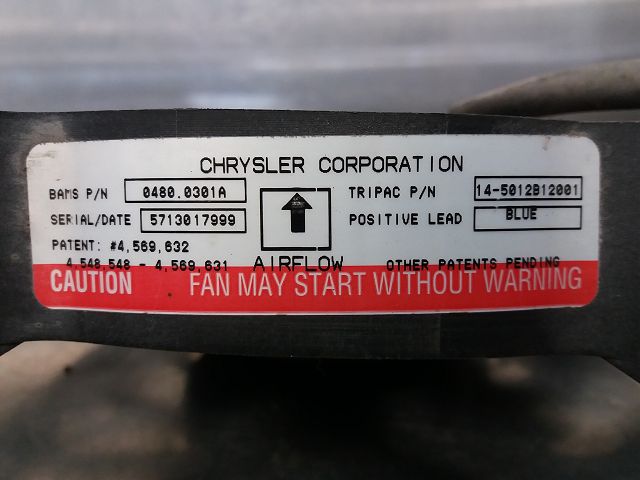 CHRYSLER CORPORATION
BAMS P/N 0480.0301A TRIPAC P/N 14-5012B12001
SERIAL/DATE 5713017999 POSITIVE LEAD BLUE
PATENT: #4,569,632
4,548,548 - 4,569,631 AIRFLOW OTHER PATENTS PENDING
CAUTION FAN MAY START WITHOUT WARNING